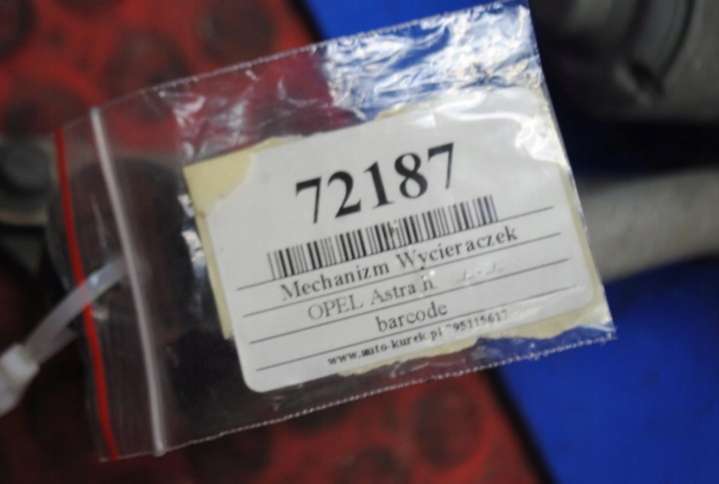 72187
Mechanizm Wycieraczek
OPEL Astra
barcode
www.auto-kurek.pl